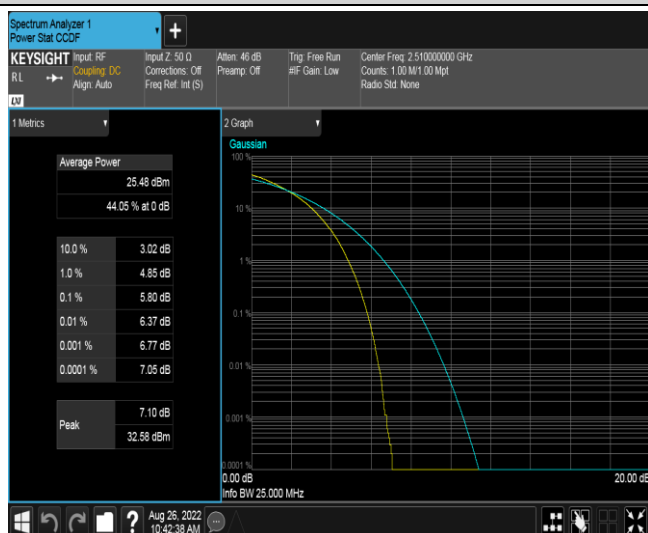 Spectrum Analyzer 1
Power Stat CCDF
+
KEYSIGHT
R L
LXI
Input: RF
Coupling: DC
Align: Auto
Input Z: 50 Ω
Corrections: Off
Freq Ref: Int (S)
Atten: 46 dB
Preamp: Off
Trig: Free Run
#IF Gain: Low
Center Freq: 2.510000000 GHz
Counts: 1.00 M/1.00 Mpt
Radio Std: None
1 Metrics
Average Power
25.48 dBm
44.05 % at 0 dB
10.0 % 3.02 dB
1.0 % 4.85 dB
0.1 % 5.80 dB
0.01 % 6.37 dB
0.001 % 6.77 dB
0.0001 % 7.05 dB
Peak
7.10 dB
32.58 dBm
2 Graph
Gaussian
100 %
10 %
1 %
0.1 %
0.01 %
0.001 %
0.0001 %
0.00 dB 20.00 dB
Info BW 25.000 MHz
?
Aug 26, 2022
10:42:38 AM